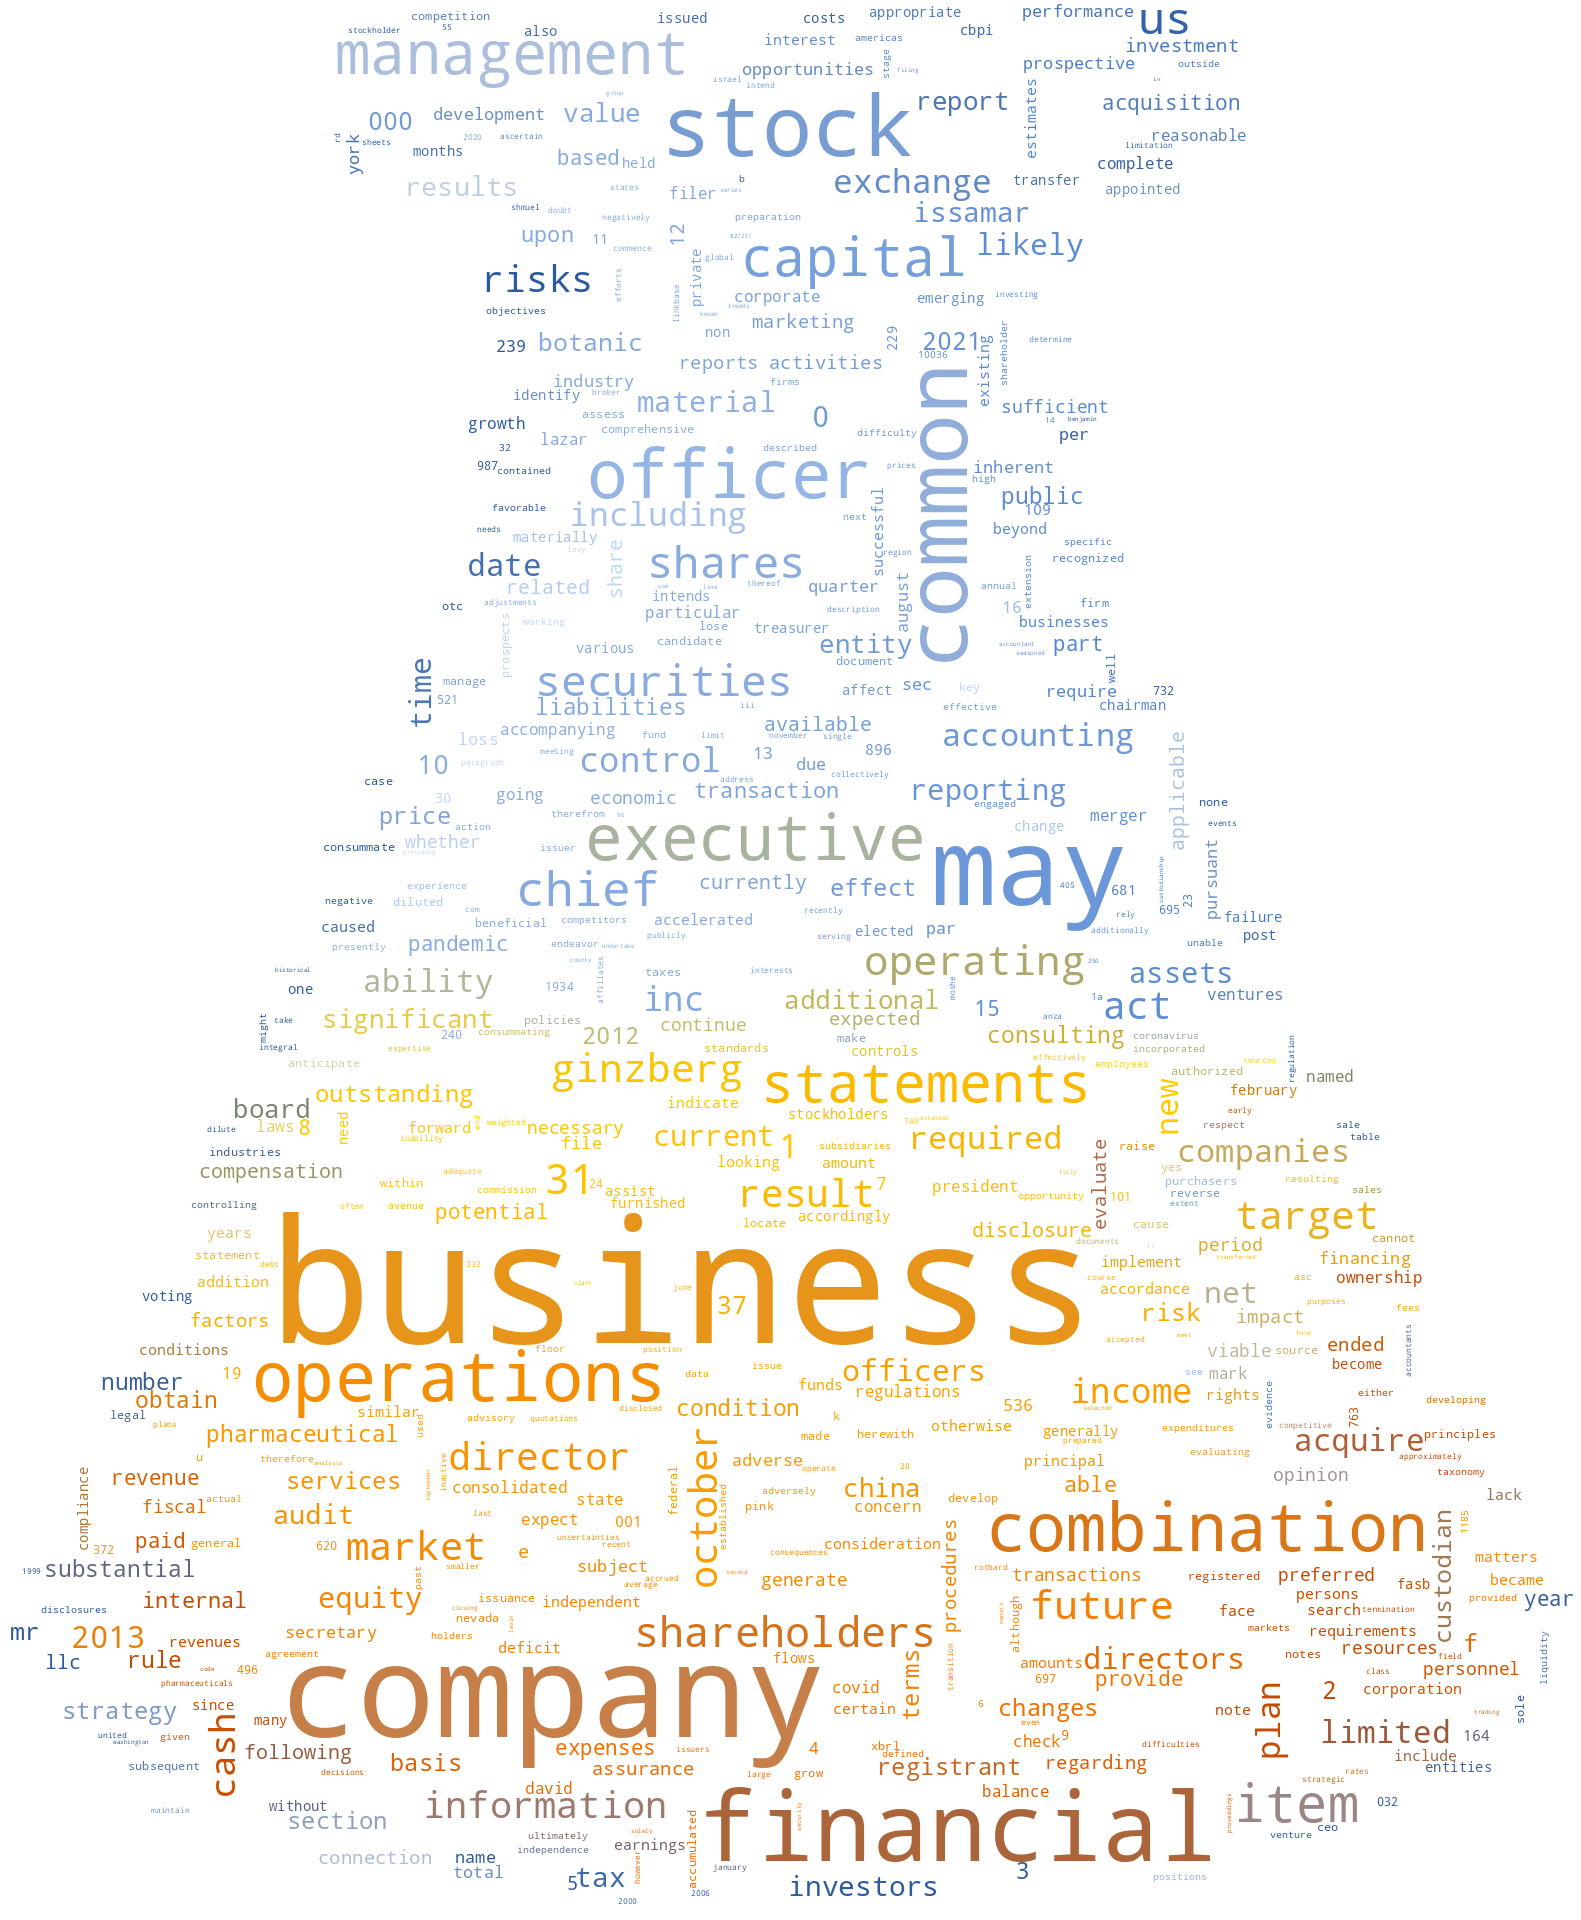 competition issued costs appropriate performance us
stockholder 55 also interest americas cbpi investment
management opportunities stage filing prospective outside
israel intend iv
group stock report estimates acquisition
000 development value reasonable
rd york sheets 2020 ascertain limitation
months based held complete
results states filer b series exchange transfer appointed
shmuel doubt negatively preparation issamar
upon 11 commence 12 827231 capital likely
global
risks efforts private corporate emerging investing
objectives linkbase trends
known marketing
239 botanic non 229 2021 existing shareholder determine
reports activities 10036
industry firms
identify broker material common sufficient
growth assess 0 14 benjamin
lazar comprehensive difficulty per
32 described
987 contained officer prices inherent
high public
favorable including next successful 109
needs materially beyond
levy region specific
date shares recognized
related share use line thereof quarter annual extension
otc adjustments intends august 16 firm
particular description
working lose treasurer businesses
prospects various candidate entity accountant part
document seasoned well
time securities affect sec key require 732
manage
521 liabilities iii effective chairman
accompanying available
loss fund limit november single accounting applicable
meeting control 13 896
10 paragraph due
case address collectively reporting
30 going economic transaction engaged none
price action therefrom 94 change merger events
consummate whether executive may
providing issuer
experience chief currently effect 405 681 custodianship pursuant
negative diluted com 695 23
caused beneficial competitors accelerated recently rely failure
pandemic publicly serving elected par additionally post
presently endeavor undertake unable
county operating 250
historical ability affiliates taxes interests assets
one 1934 inc additional moshe 15 1a act ventures
might take significant policies expected anza
240 consummating 2012 continue make consulting coronavirus
integral expertise standards controls incorporated
anticipate ginzberg effectively employees sources regulation
statements authorized named
outstanding indicate new february
board stockholders early
dilute laws 8 need forward end weighted necessary 740 extended respect sale
inability file current 1 required table
industries subsidiaries raise companies
compensation looking amount evaluate yes
adequate fully purchasers resulting
within 31 24 assist result 7 president opportunity 101 reverse sales
controlling commission extent
often avenue potential furnished accordingly cause target
years locate disclosure
statement business documents 11 period cannot
debt 332 transferred financing
addition clark june course implement asc ownership
voting 37 accordance net purposes fees
factors risk impact
accepted meet form
conditions floor position viable source ended accountants
operations issue officers see mark become
number 19 data funds income rights either
obtain similar disclosed regulations selected developing
legal plans advisory quotations condition k 536 evidence competitive 763
pharmaceutical used made herewith otherwise generally expenditures acquire principles
u therefore analysis director adverse operate 20 prepared evaluating approximately
revenue services inactive september october federal china principal opinion taxonomy
compliance fiscal actual consolidated adversely able
audit state pink concern develop lack
last expect 001 established combination 1185
paid general 620 market e uncertainties recent consideration custodian
372 consequences matters
1999 substantial past smaller subject accrued second procedures rotbard transactions registered preferred fasb became
average generate persons provided
internal equity issuance independent although future year
disclosures closing search termination
mr 2013 nevada levin owners face requirements
revenues secretary holders shareholders markets f
llc rule agreement deficit flows transition resources field
code 496 amounts directors notes personnel liquidity
pharmaceuticals company covid terms 697 provide class
strategy since certain 6 changes 2 corporation
many note plan sole
united given even limited trading
washington cash following expenses issuers 4 xbrl check 9 164
subsequent decisions basis defined difficulties include
assurance registrant regarding entities
large grow rates
david balance strategic
maintain without information security financial proceedings item 032
section ultimately solely ceo
independence earnings venture
connection name however accumulated january 3 positions
total 5 tax investors
2000 2006